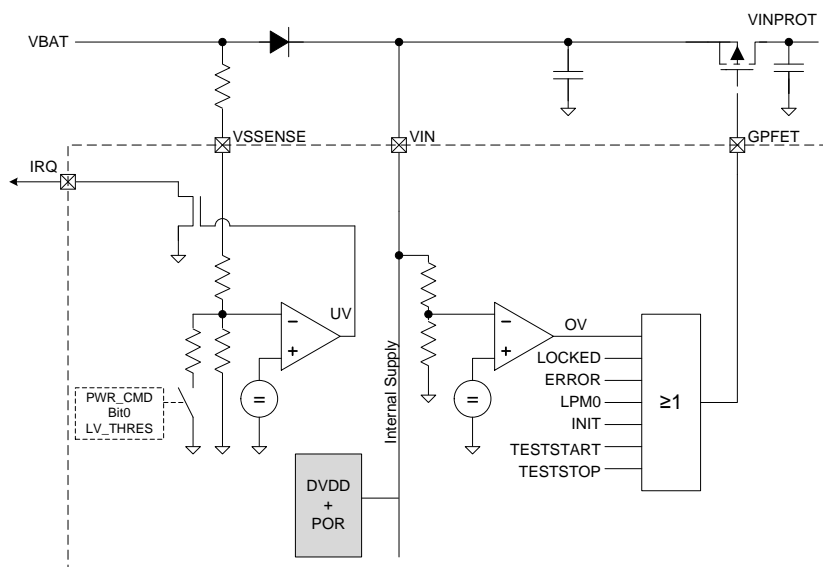 VINPROT
VBAT
VSSENSE
VIN
GPFET
IRQ
UV
OV
LOCKED
ERROR
LPM0
INIT
TESTSTART
TESTSTOP
≥1
PWR_CMD
Bit0
LV_THRES
Internal Supply
DVDD
+
POR
−
+
=
−
+
=